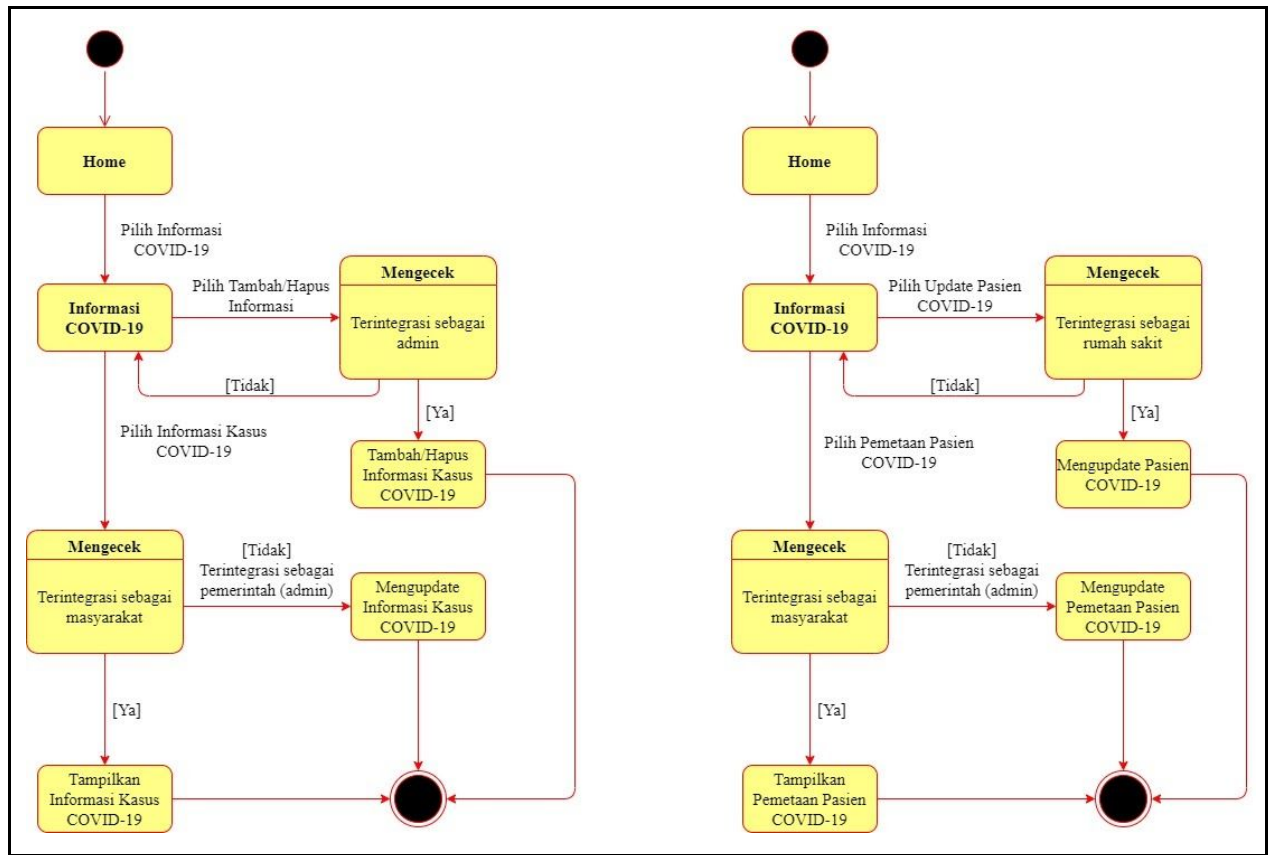 Home
Pilih Informasi
COVID-19
Informasi
COVID-19
Pilih Tambah/Hapus
Informasi
Mengecek
Terintegrasi sebagai
admin
[Tidak]
[Ya]
Pilih Informasi Kasus
COVID-19
Tambah/Hapus
Informasi Kasus
COVID-19
Mengecek
Terintegrasi sebagai
masyarakat
[Tidak]
Terintegrasi sebagai
pemerintah (admin)
Mengupdate
Informasi Kasus
COVID-19
[Ya]
Tampilkan
Informasi Kasus
COVID-19
Home
Pilih Informasi
COVID-19
Informasi
COVID-19
Pilih Update Pasien
COVID-19
Mengecek
Terintegrasi sebagai
rumah sakit
[Tidak]
[Ya]
Pilih Pemetaan Pasien
COVID-19
Mengupdate Pasien
COVID-19
Mengecek
Terintegrasi sebagai
masyarakat
[Tidak]
Terintegrasi sebagai
pemerintah (admin)
Mengupdate
Pemetaan Pasien
COVID-19
[Ya]
Tampilkan
Pemetaan Pasien
COVID-19